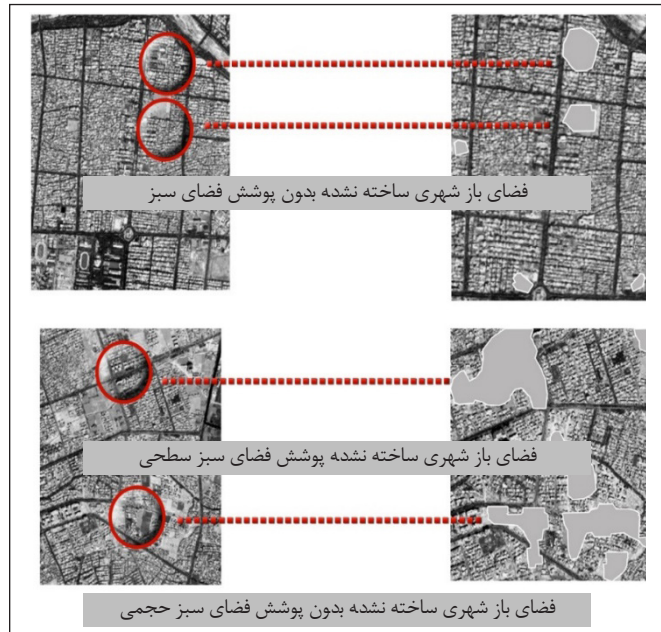 فضای باز شهری ساخته نشده بدون پوشش فضای سبز
فضای باز شهری ساخته نشده پوشش فضای سبز سطحی
فضای باز شهری ساخته نشده بدون پوشش فضای سبز حجمی